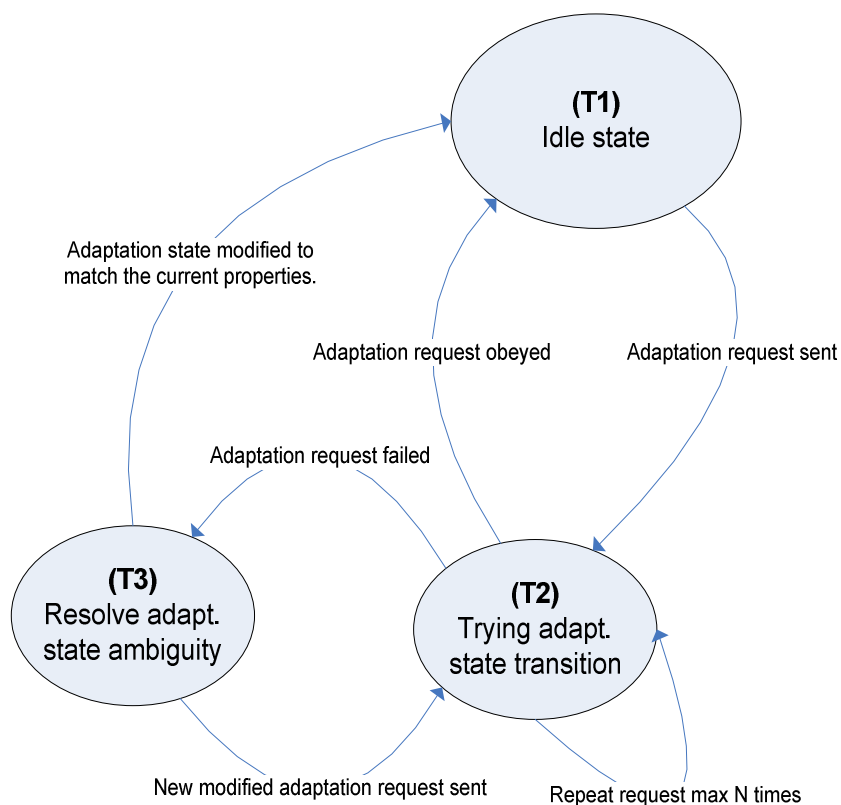 (T1)
Idle state
Adaptation state modified to
match the current properties.
Adaptation request obeyed
Adaptation request sent
Adaptation request failed
(T3)
Resolve adapt.
state ambiguity
(T2)
Trying adapt.
state transition
New modified adaptation request sent
Repeat request max N times